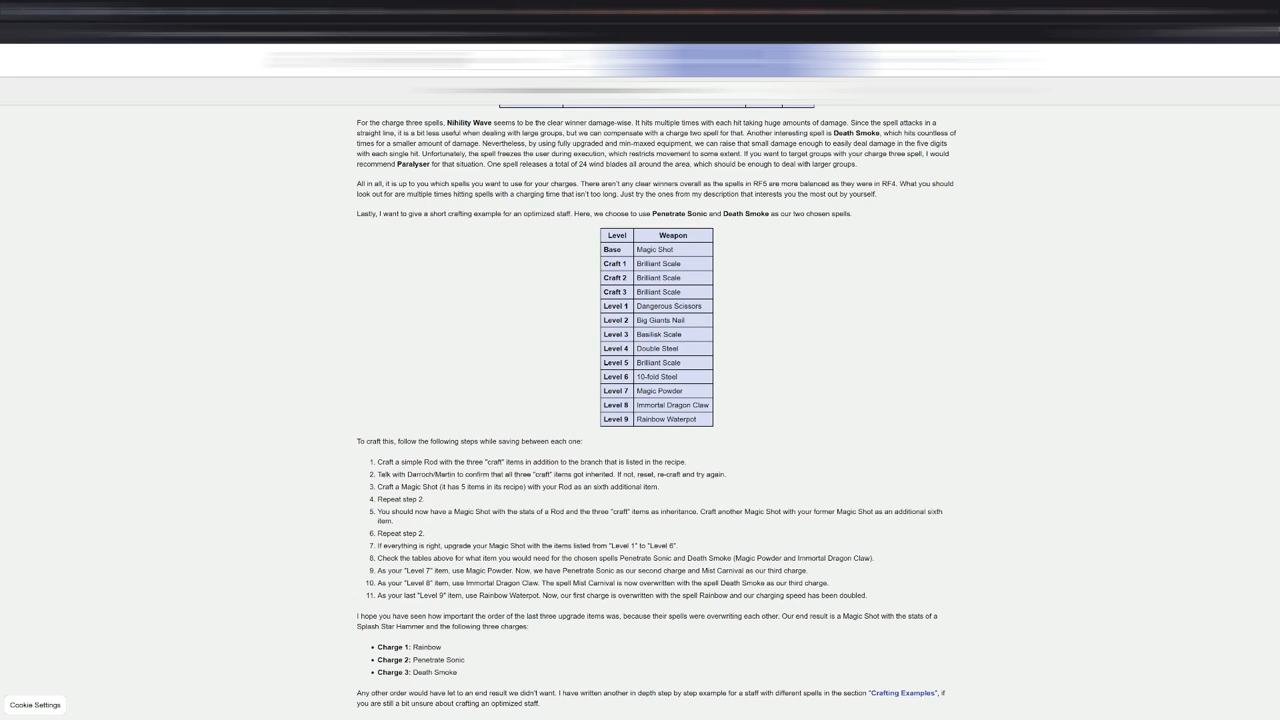 For the charge three spells, Nihility Wave seems to be the clear winner damage-wise. It hits multiple times with each hit taking huge amounts of damage. Since the spell attacks in a
straight line, it is a bit less useful when dealing with large groups, but we can compensate with a charge two spell for that. Another interesting spell is Death Smoke, which hits countless of
times for a smaller amount of damage. Nevertheless, by using fully upgraded and min-maxed equipment, we can raise that small damage enough to easily deal damage in the five digits
with each single hit. Unfortunately, the spell freezes the user during execution, which restricts movement to some extent. If you want to target groups with your charge three spell, I would
recommend Paralyser for that situation. One spell releases a total of 24 wind blades all around the area, which should be enough to deal with larger groups.
All in all, it is up to you which spells you want to use for your charges. There aren't any clear winners overall as the spells in RF5 are more balanced as they were in RF4. What you should
look out for are multiple times hitting spells with a charging time that isn't too long. Just try the ones from my description that interests you the most out by yourself.
Lastly, I want to give a short crafting example for an optimized staff. Here, we choose to use Penetrate Sonic and Death Smoke as our two chosen spells.
Level Weapon
Base Magic Shot
Craft 1 Brilliant Scale
Craft 2 Brilliant Scale
Craft 3 Brilliant Scale
Level 1 Dangerous Scissors
Level 2 Big Giants Nail
Level 3 Basilisk Scale
Level 4 Double Steel
Level 5 Brilliant Scale
Level 6 10-fold Steel
Level 7 Magic Powder
Level 8 Immortal Dragon Claw
Level 9 Rainbow Waterpot
To craft this, follow the following steps while saving between each one:
1. Craft a simple Rod with the three "craft" items in addition to the branch that is listed in the recipe.
2. Talk with Darroch/Martin to confirm that all three "craft" items got inherited. If not, reset, re-craft and try again.
3. Craft a Magic Shot (it has 5 items in its recipe) with your Rod as an sixth additional item.
4. Repeat step 2.
5. You should now have a Magic Shot with the stats of a Rod and the three "craft" items as inheritance. Craft another Magic Shot with your former Magic Shot as an additional sixth
item.
6. Repeat step 2.
7. If everything is right, upgrade your Magic Shot with the items listed from "Level 1" to "Level 6".
8. Check the tables above for what item you would need for the chosen spells Penetrate Sonic and Death Smoke (Magic Powder and Immortal Dragon Claw).
9. As your "Level 7" item, use Magic Powder. Now, we have Penetrate Sonic as our second charge and Mist Carnival as our third charge.
10. As your "Level 8" item, use Immortal Dragon Claw. The spell Mist Carnival is now overwritten with the spell Death Smoke as our third charge.
11. As your last "Level 9" item, use Rainbow Waterpot. Now, our first charge is overwritten with the spell Rainbow and our charging speed has been doubled.
I hope you have seen how important the order of the last three upgrade items was, because their spells were overwriting each other. Our end result is a Magic Shot with the stats of a
Splash Star Hammer and the following three charges:
• Charge 1: Rainbow
• Charge 2: Penetrate Sonic
• Charge 3: Death Smoke
Any other order would have let to an end result we didn't want. I have written another in depth step by step example for a staff with different spells in the section "Crafting Examples", if
you are still a bit unsure about crafting an optimized staff.
Cookie Settings